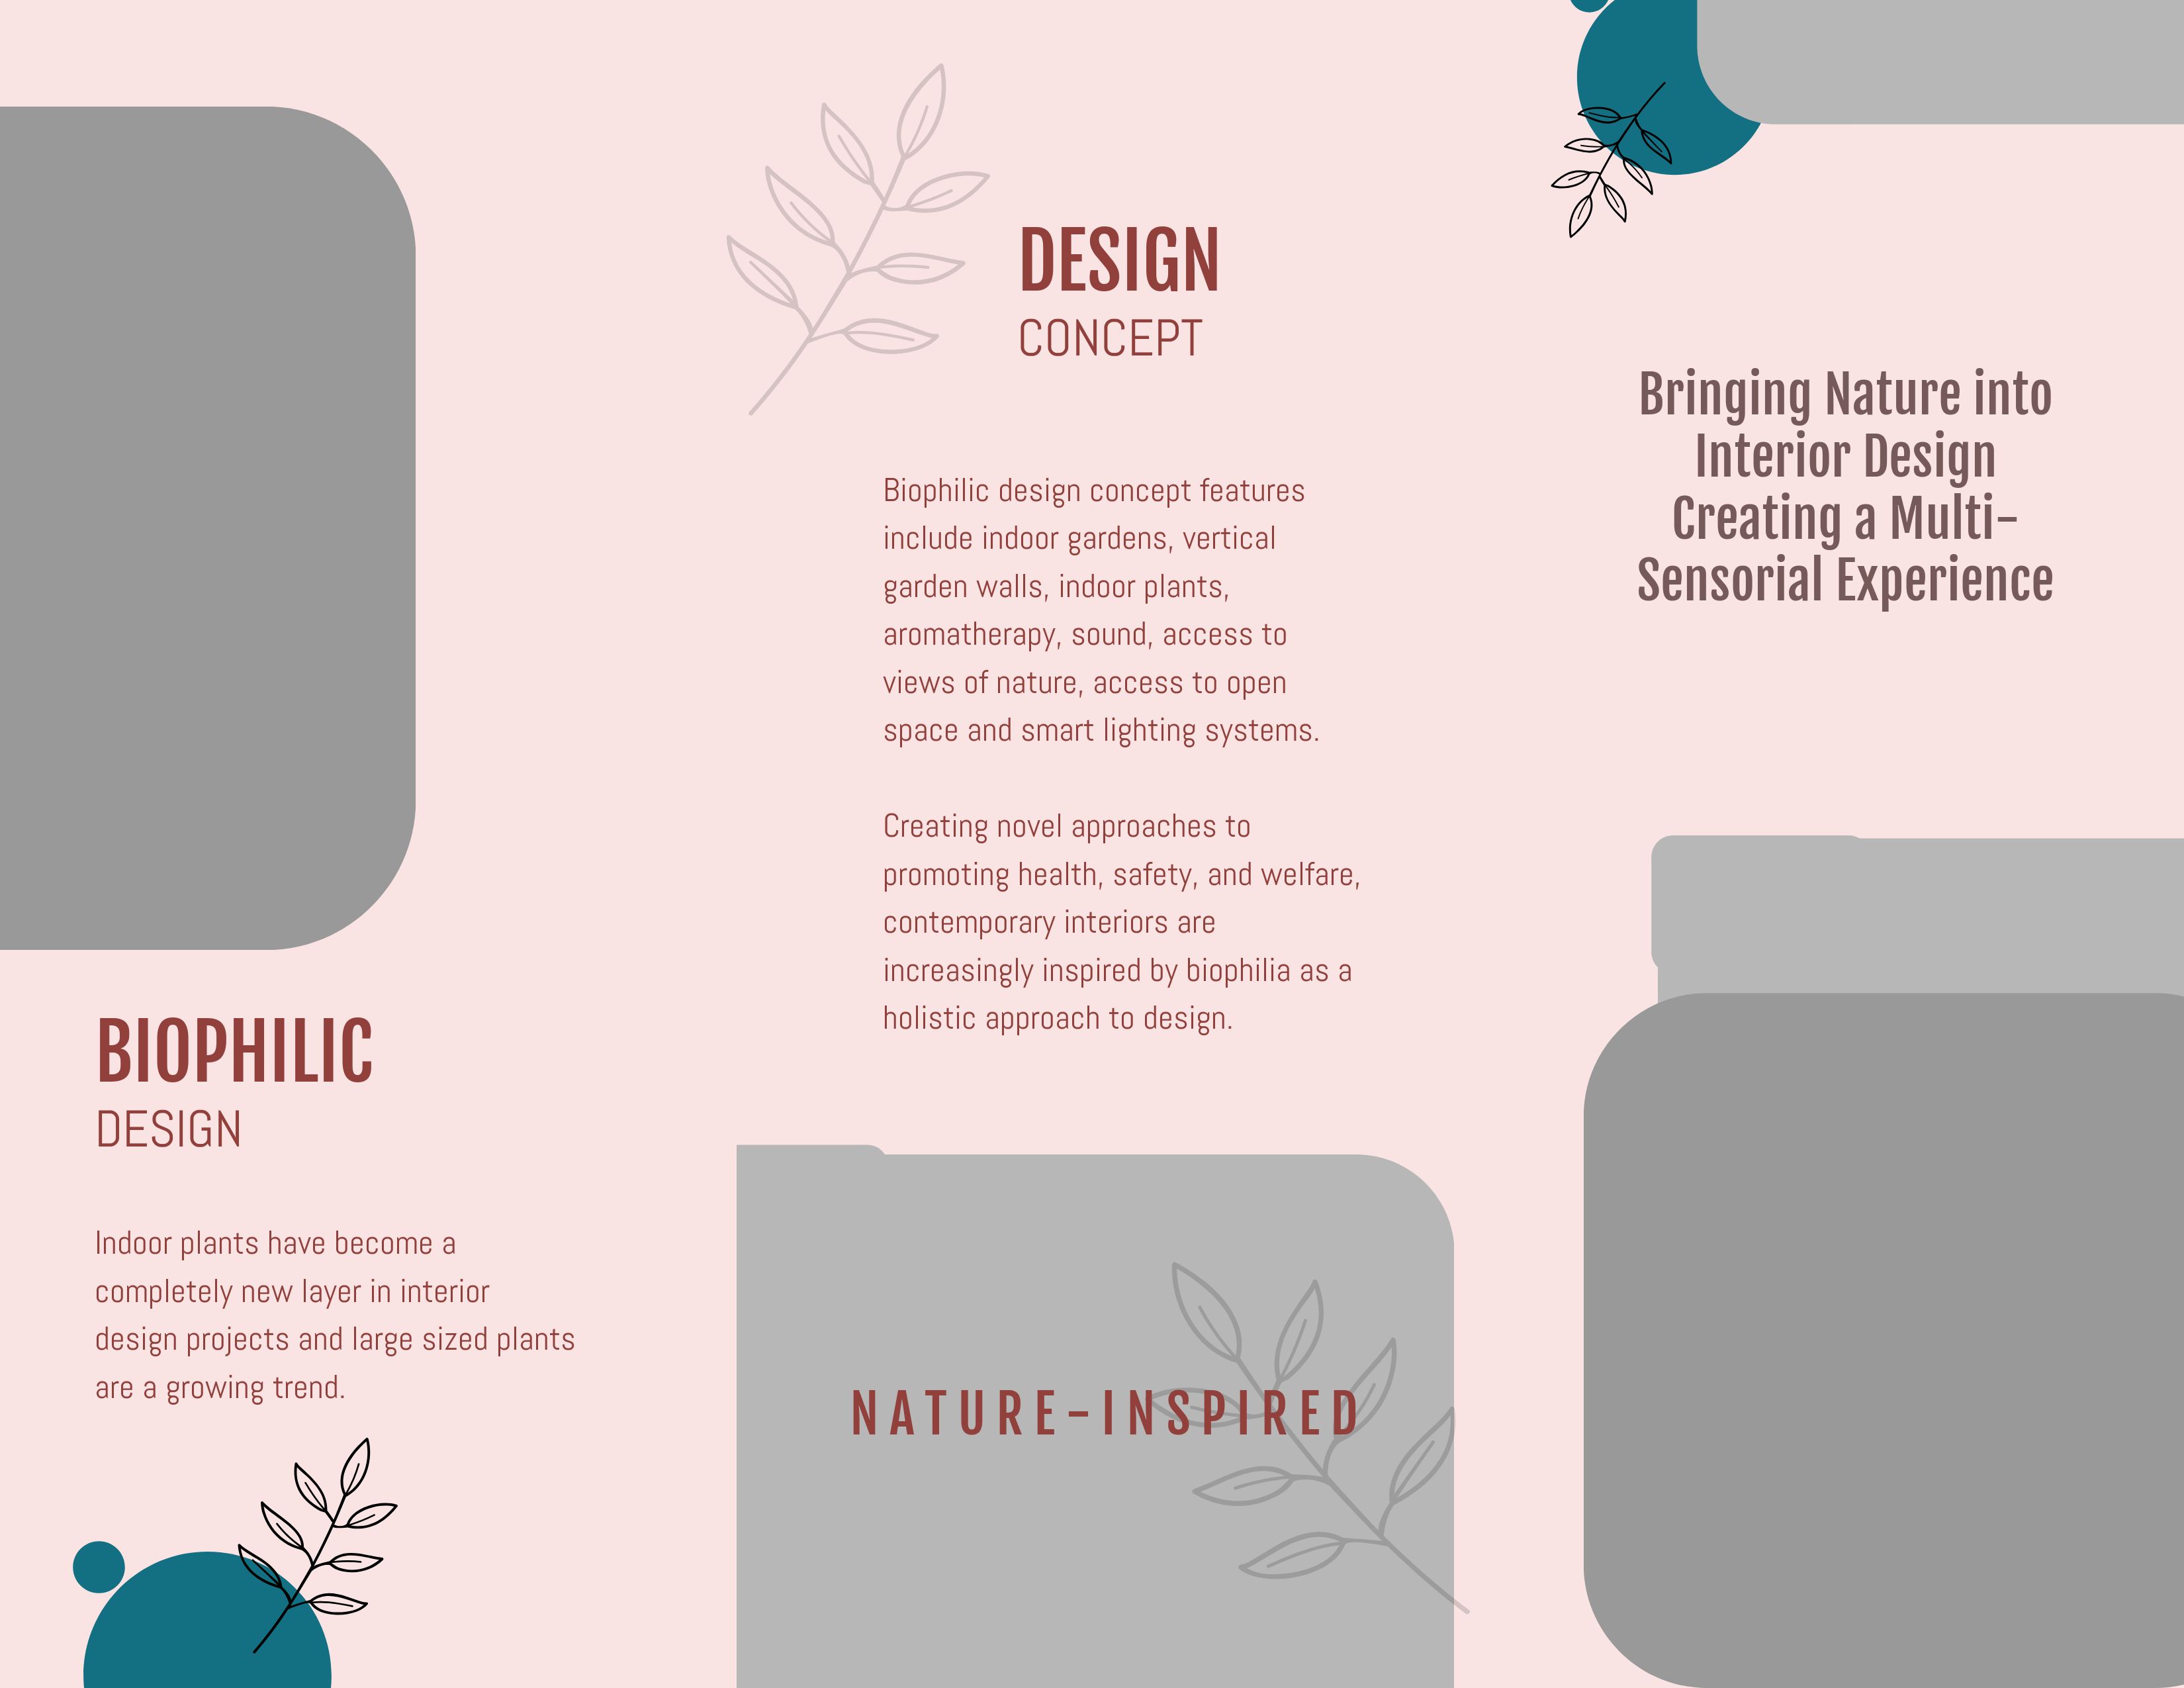 BIOPHILIC
DESIGN
Indoor plants have become a
completely new layer in interior
design projects and large sized plants
are a growing trend.
DESIGN
CONCEPT
Biophilic design concept features
include indoor gardens, vertical
garden walls, indoor plants,
aromatherapy, sound, access to
views of nature, access to open
space and smart lighting systems.
Creating novel approaches to
promoting health, safety, and welfare,
contemporary interiors are
increasingly inspired by biophilia as a
holistic approach to design.
NATURE-INSPIRED
Bringing Nature into
Interior Design
Creating a Multi-
Sensorial Experience